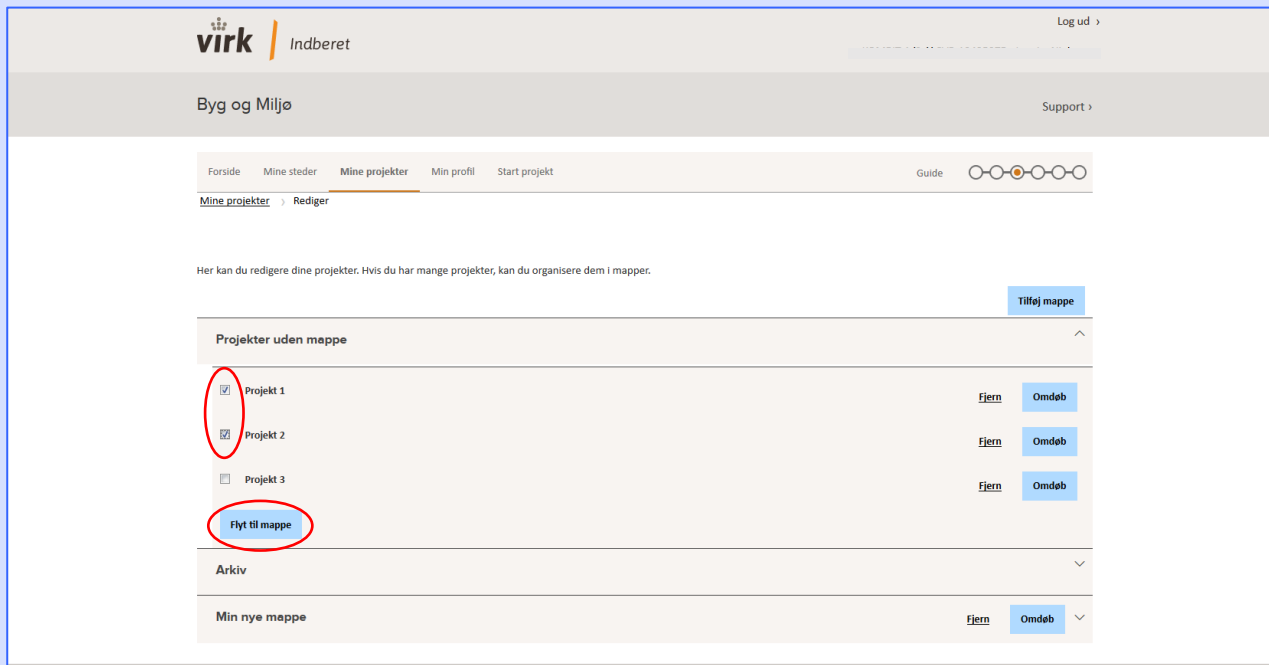 Log ud ›
virk Indberet
Byg og Miljø
Support ›
Forside Mine steder Mine projekter Min profil Start projekt Guide
Mine projekter › Rediger
Her kan du redigere dine projekter. Hvis du har mange projekter, kan du organisere dem i mapper.
Tilføj mappe
Projekter uden mappe
Projekt 1 Fjern Omdøb
Projekt 2 Fjern Omdøb
Projekt 3 Fjern Omdøb
Flyt til mappe
Arkiv
Min nye mappe Fjern Omdøb